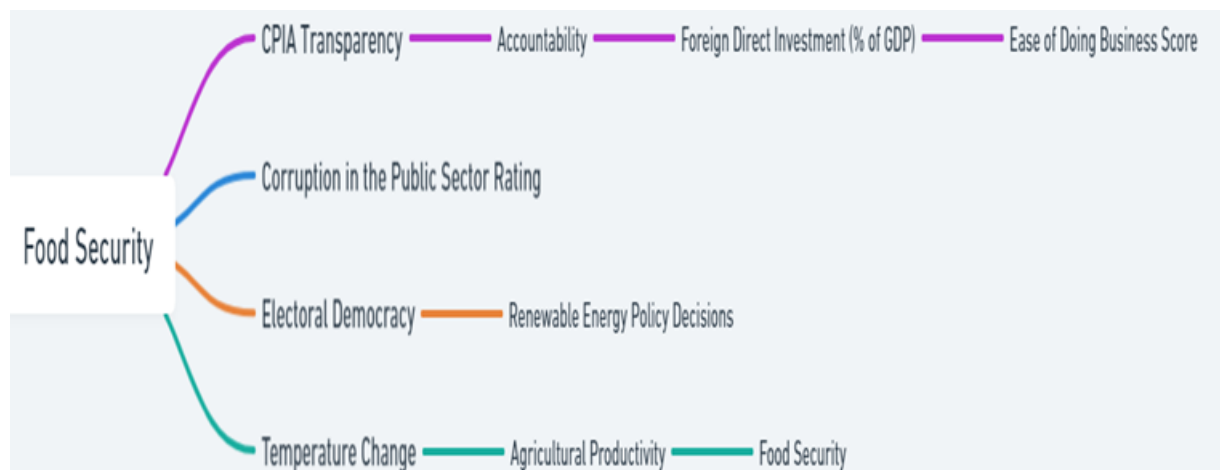 CPIA Transparency Accountability Foreign Direct Investment (% of GDP) Ease of Doing Business Score
Corruption in the Public Sector Rating
Food Security
Electoral Democracy Renewable Energy Policy Decisions
Temperature Change Agricultural Productivity Food Security